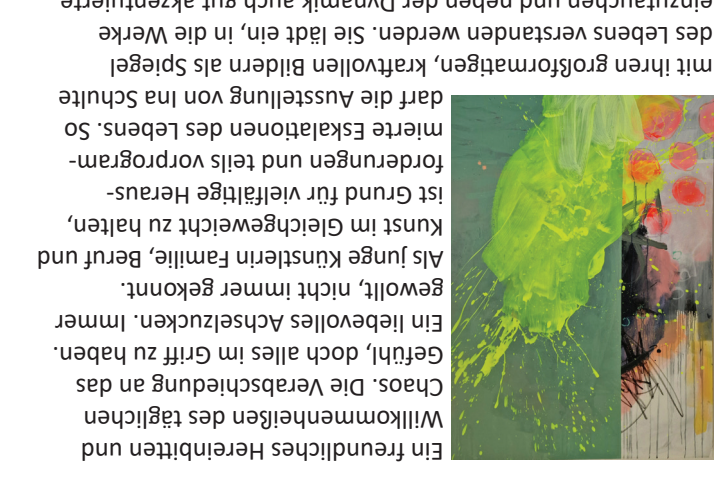 Ein freundliches Hereinbitten und
Willkommenheißen des täglichen
Chaos. Die Verabschiedung an das
Gefühl, doch alles im Griff zu haben.
Ein liebevolles Achselzucken. Immer
gewollt, nicht immer gekonnt.
Als junge Künstlerin Familie, Beruf und
Kunst im Gleichgeweicht zu halten,
ist Grund für vielfältige Heraus-
forderungen und teils vorprogram-
mierte Eskalationen des Lebens. So
darf die Ausstellung von Ina Schulte
mit ihren großformatigen, kraftvollen Bildern als Spiegel
des Lebens verstanden werden. Sie lädt ein, in die Werke
einzutauchen und neben der Dynamik auch gut akzentuierte